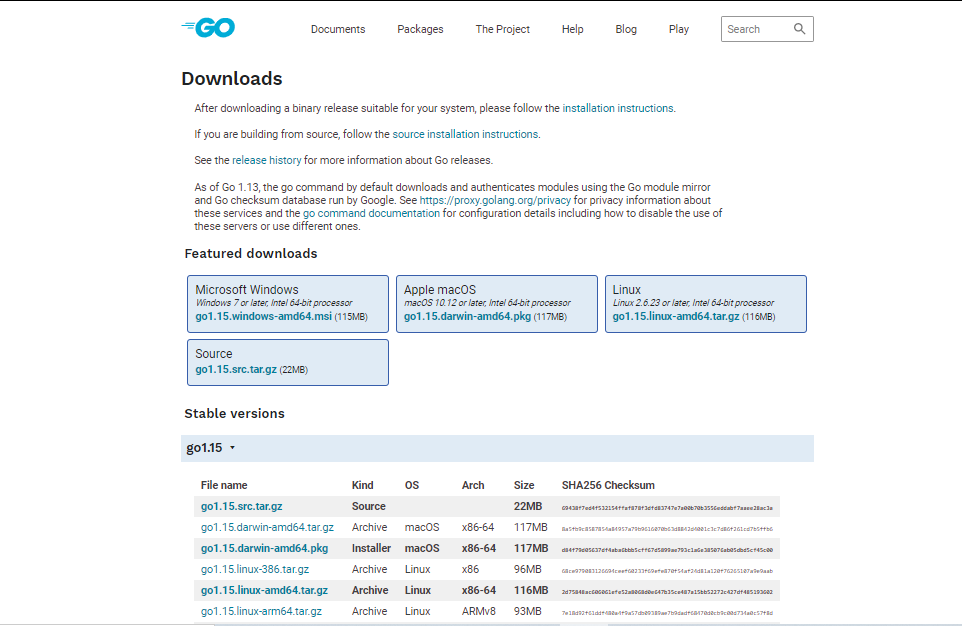 GO
Documents Packages The Project Help Blog Play Search
Downloads
After downloading a binary release suitable for your system, please follow the installation instructions.
If you are building from source, follow the source installation instructions.
See the release history for more information about Go releases.
As of Go 1.13, the go command by default downloads and authenticates modules using the Go module mirror
and Go checksum database run by Google. See https://proxy.golang.org/privacy for privacy information about
these services and the go command documentation for configuration details including how to disable the use of
these servers or use different ones.
Featured downloads
Microsoft Windows
Windows 7 or later, Intel 64-bit processor
go1.15.windows-amd64.msi (115MB)
Apple macOS
macOS 10.12 or later, Intel 64-bit processor
go1.15.darwin-amd64.pkg (117MB)
Linux
Linux 2.6.23 or later, Intel 64-bit processor
go1.15.linux-amd64.tar.gz (116MB)
Source
go1.15.src.tar.gz (22MB)
Stable versions
go1.15
File name Kind OS Arch Size SHA256 Checksum
go1.15.src.tar.gz Source 22MB
go1.15.darwin-amd64.tar.gz Archive macOS x86-64 117MB
go1.15.darwin-amd64.pkg Installer macOS x86-64 117MB
go1.15.linux-386.tar.gz Archive Linux x86 96MB
go1.15.linux-amd64.tar.gz Archive Linux x86-64 116MB
go1.15.linux-arm64.tar.gz Archive Linux ARMv8 93MB